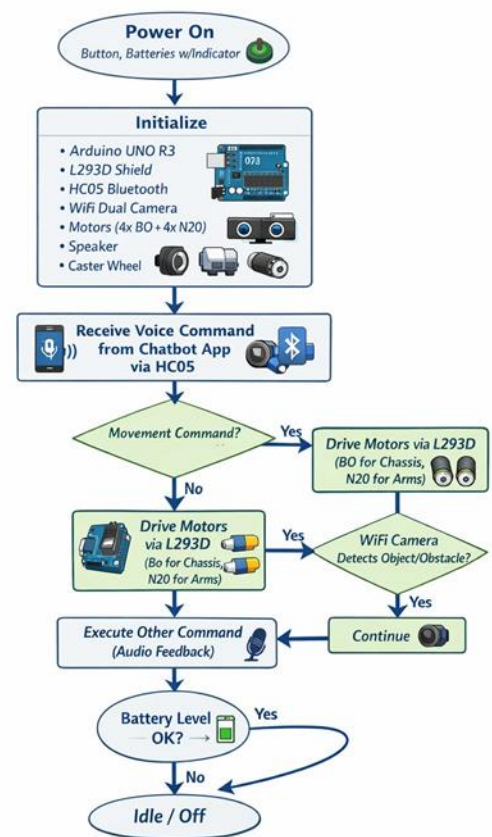 Power On
Button, Batteries w/Indicator
Initialize
• Arduino UNO R3
• L293D Shield
• HC05 Bluetooth
• WiFi Dual Camera
• Motors (4x BO + 4x N20)
• Speaker
• Caster Wheel
Receive Voice Command
from Chatbot App
via HC05
Movement Command?
Yes
Drive Motors via L293D
(BO for Chassis,
N20 for Arms)
No
Drive Motors
via L293D
(Bo for Chassis,
N20 for Arms)
Yes
WiFi Camera
Detects Object/Obstacle?
Yes
Continue
Execute Other Command
(Audio Feedback)
Battery Level
OK?
Yes
No
Idle / Off